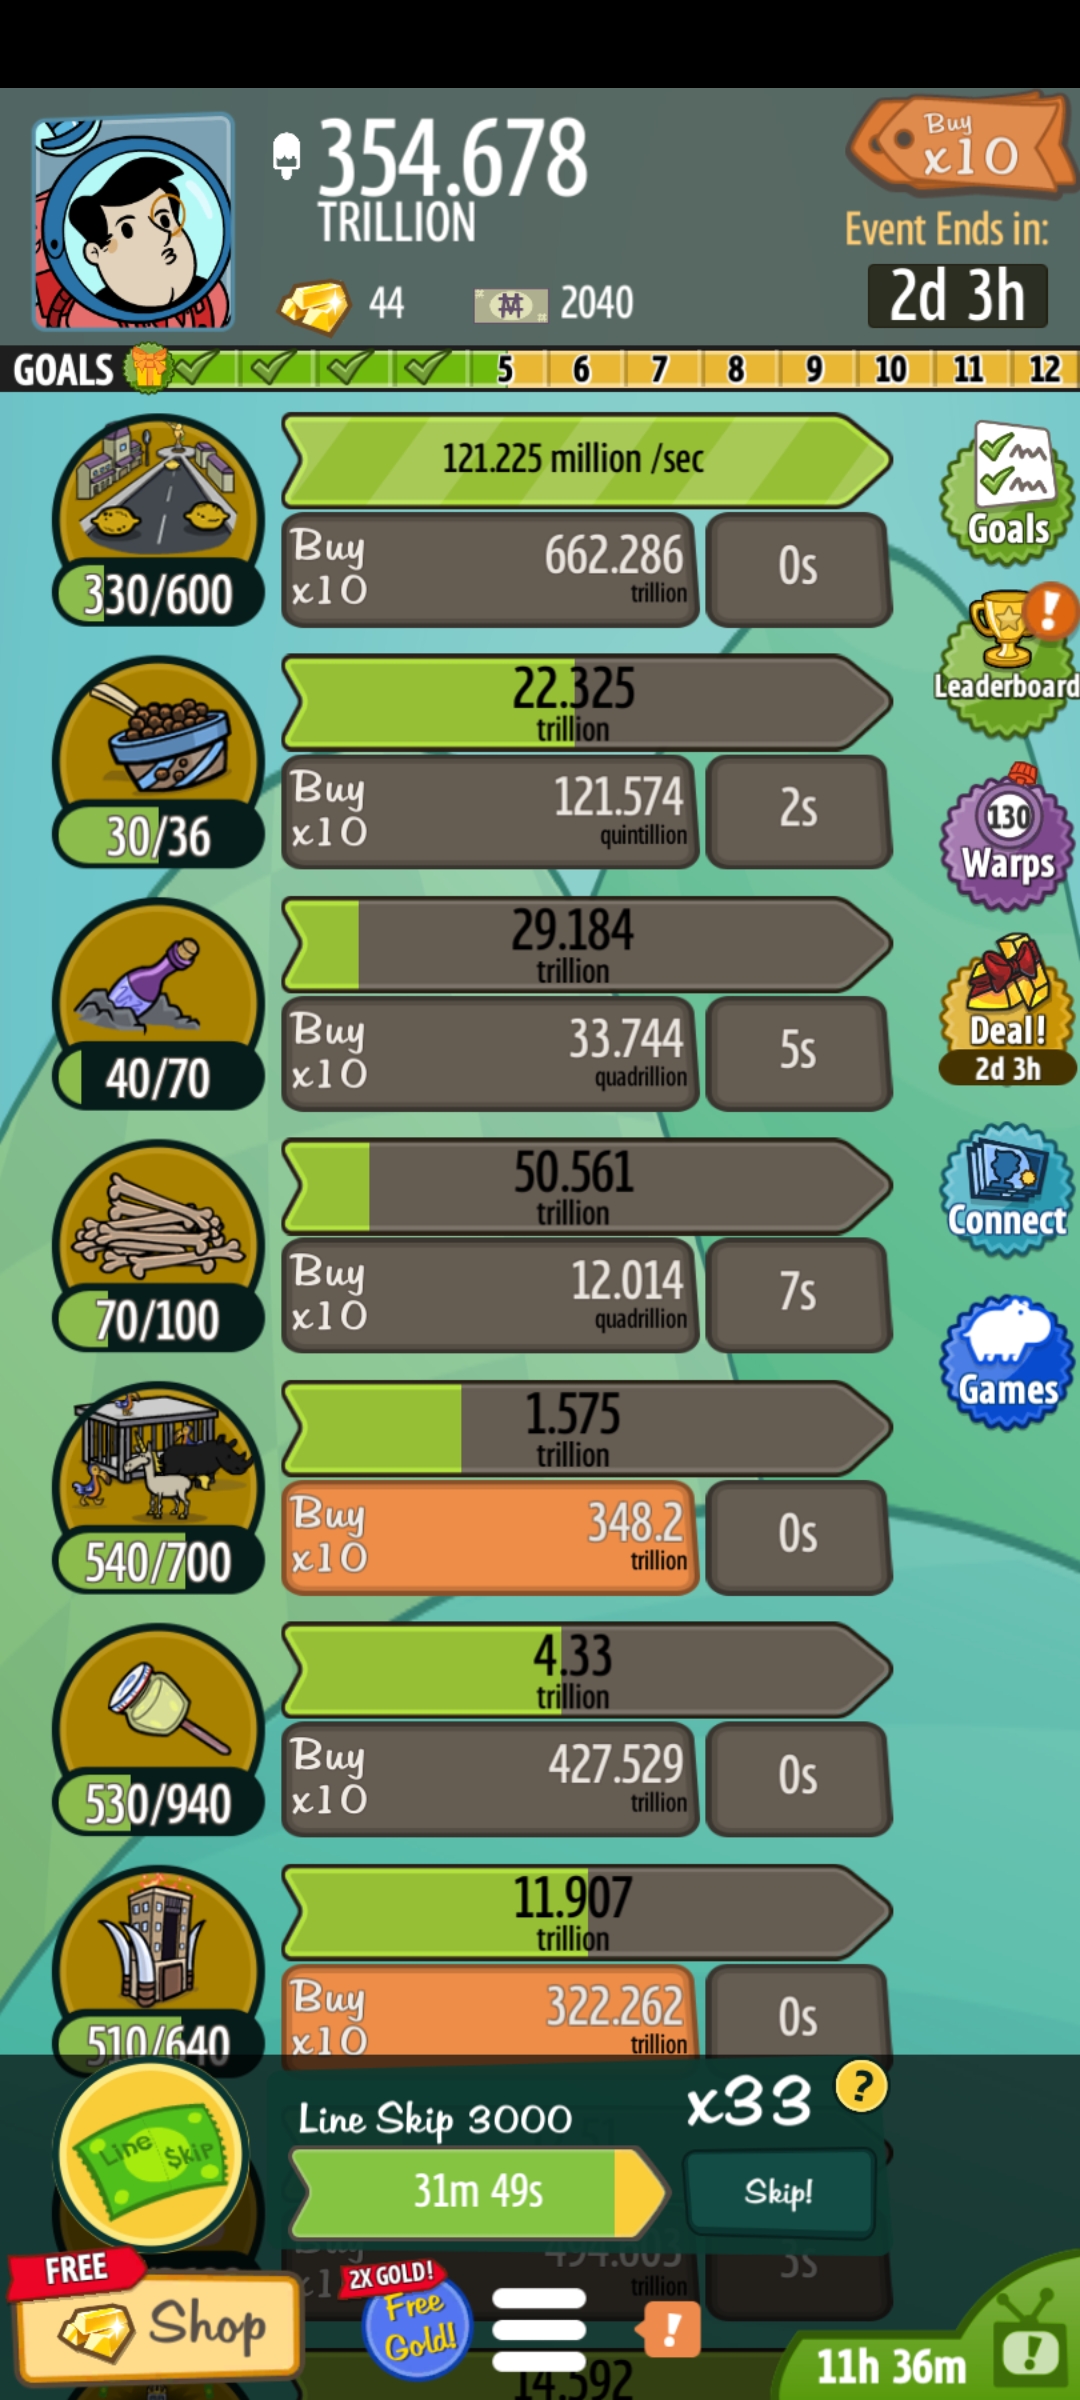 354.678
TRILLION
44
2040
Buy
x10
Event Ends in:
2d 3h
GOALS 5 6 7 8 9 10 11 12
121.225 million /sec
Buy
x10
662.286
trillion
0s
330/600
Goals
22.325
trillion
Buy
x10
121.574
quintillion
2s
30/36
!
Leaderboard
130
Warps
29.184
trillion
Buy
x10
33.744
quadrillion
5s
40/70
Deal!
2d 3h
50.561
trillion
Buy
x10
12.014
quadrillion
7s
70/100
Connect
Games
1.575
trillion
Buy
x10
348.2
trillion
0s
540/700
4.33
trillion
Buy
x10
427.529
trillion
0s
530/940
11.907
trillion
Buy
x10
322.262
trillion
0s
510/640
Line Skip
Line Skip 3000
x33
?
31m 49s
Skip!
trillion
3s
FREE
Shop
2X GOLD!
Free
Gold!
!
14.592
11h 36m
!